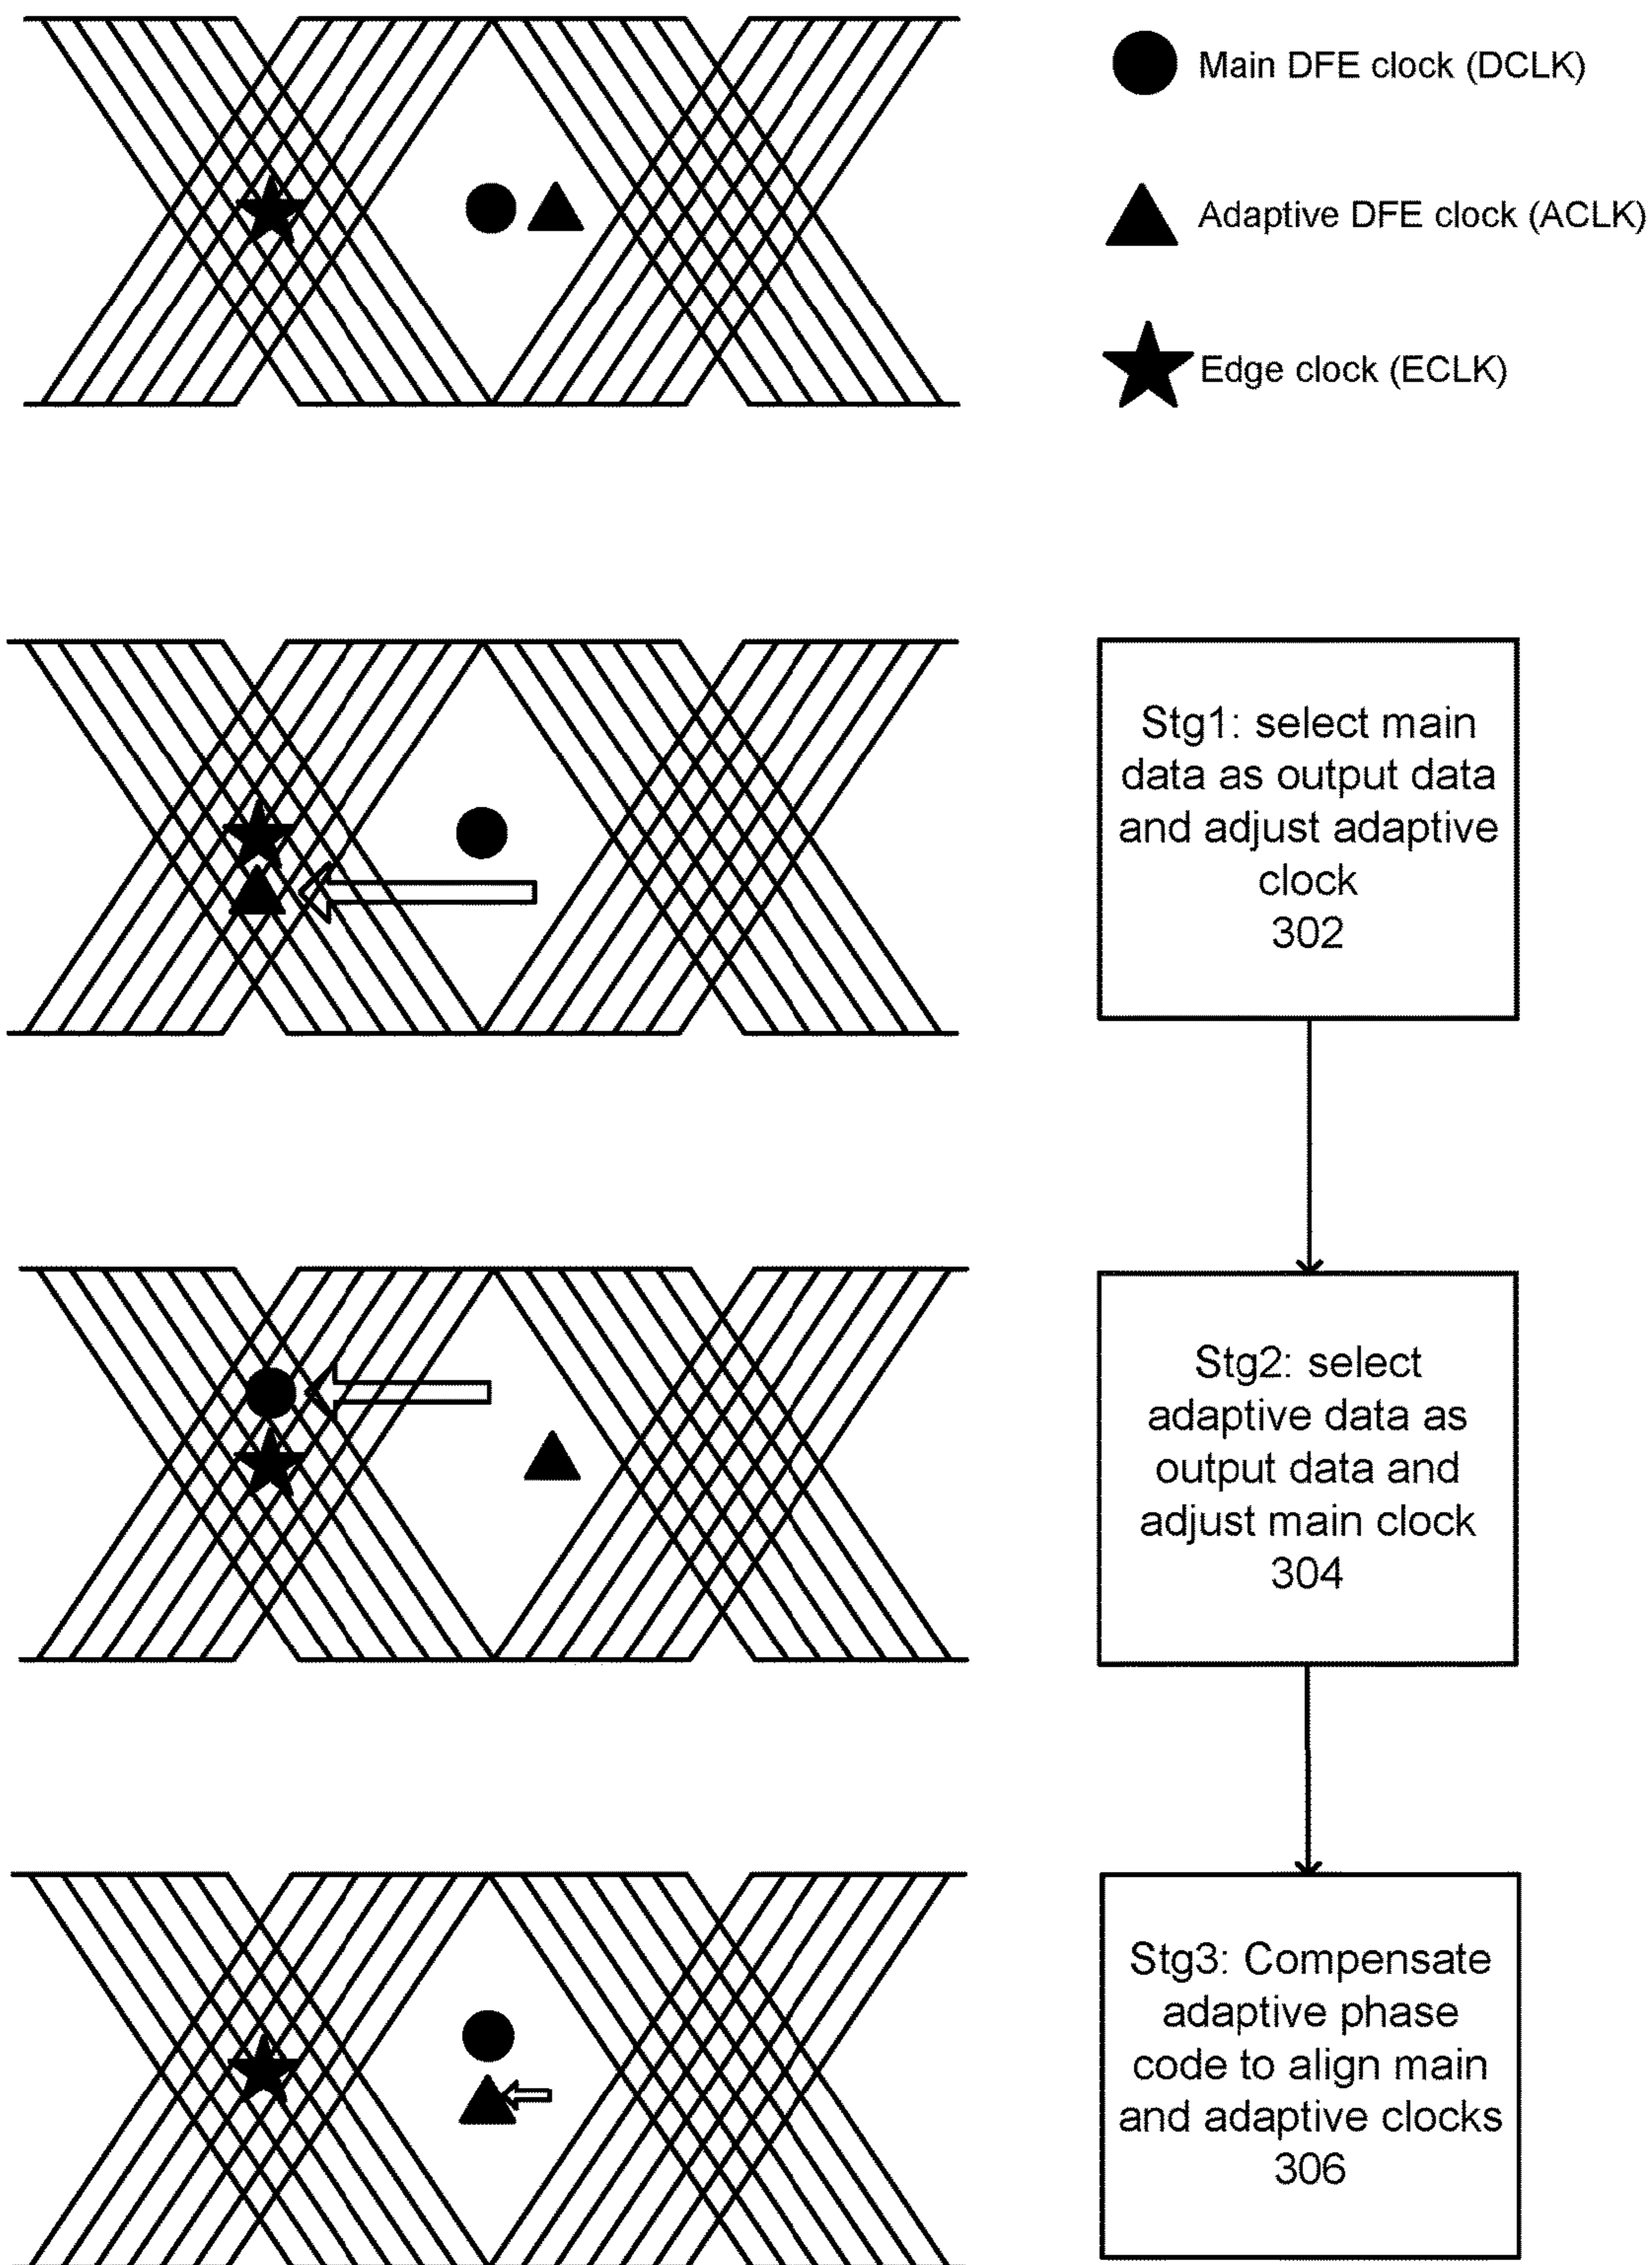 Main DFE clock (DCLK)
Adaptive DFE clock (ACLK)
Edge clock (ECLK)
Stg1: select main
data as output data
and adjust adaptive
clock
302
Stg2: select
adaptive data as
output data and
adjust main clock
304
Stg3: Compensate
adaptive phase
code to align main
and adaptive clocks
306